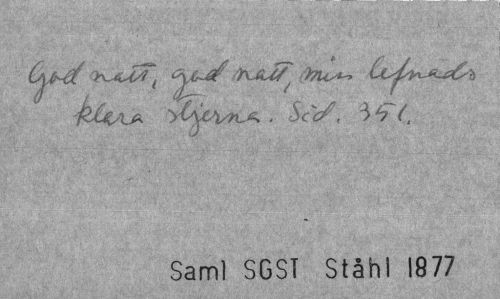 God natt, god natt, min lefnads
klara stjerna. Sid. 351.
Saml SGST Ståhl 1877